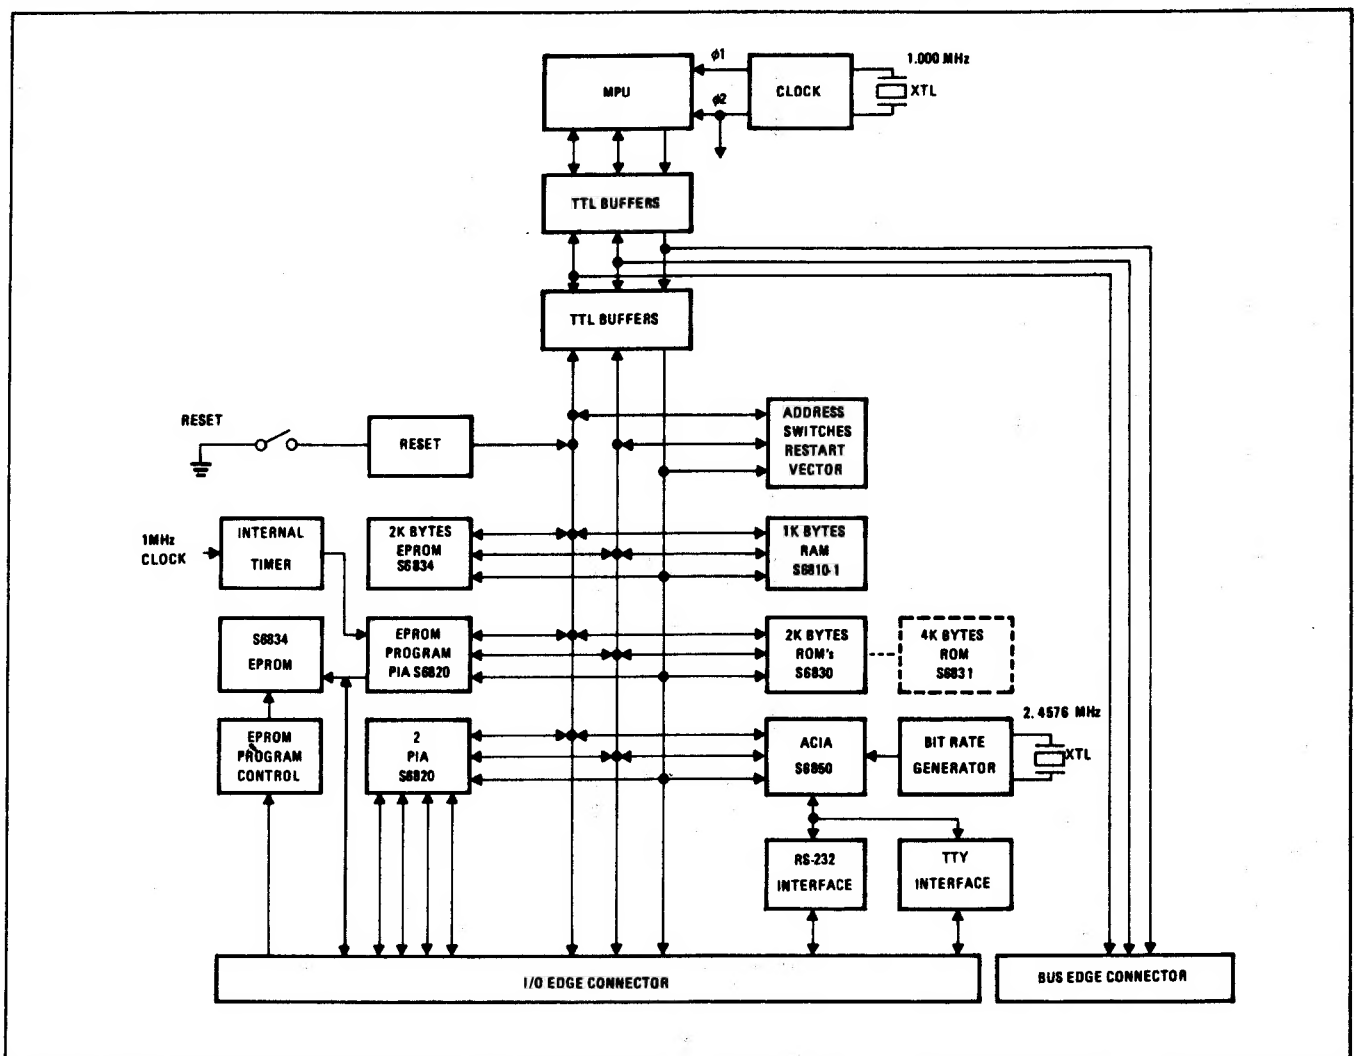 MPU
ϕ1
ϕ2
CLOCK
1.000 MHz
XTL
TTL BUFFERS
TTL BUFFERS
RESET
RESET
ADDRESS
SWITCHES
RESTART
VECTOR
1MHz
CLOCK
INTERNAL
TIMER
2K BYTES
EPROM
S6834
1K BYTES
RAM
S6810-1
S6834
EPROM
EPROM
PROGRAM
PIA S6820
2K BYTES
ROM's
S6830
4K BYTES
ROM
S6831
EPROM
PROGRAM
CONTROL
2
PIA
S6820
ACIA
S6850
BIT RATE
GENERATOR
2.4576 MHz
XTL
RS-232
INTERFACE
TTY
INTERFACE
I/O EDGE CONNECTOR
BUS EDGE CONNECTOR